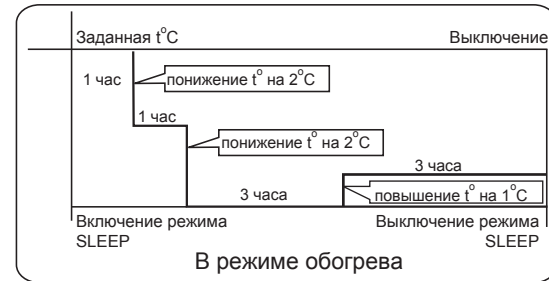 Заданная t°C Выключение
1 час понижение t° на 2°C
1 час
понижение t° на 2°C
3 часа
3 часа повышение t° на 1°C
Включение режима Выключение режима
SLEEP SLEEP
В режиме обогрева